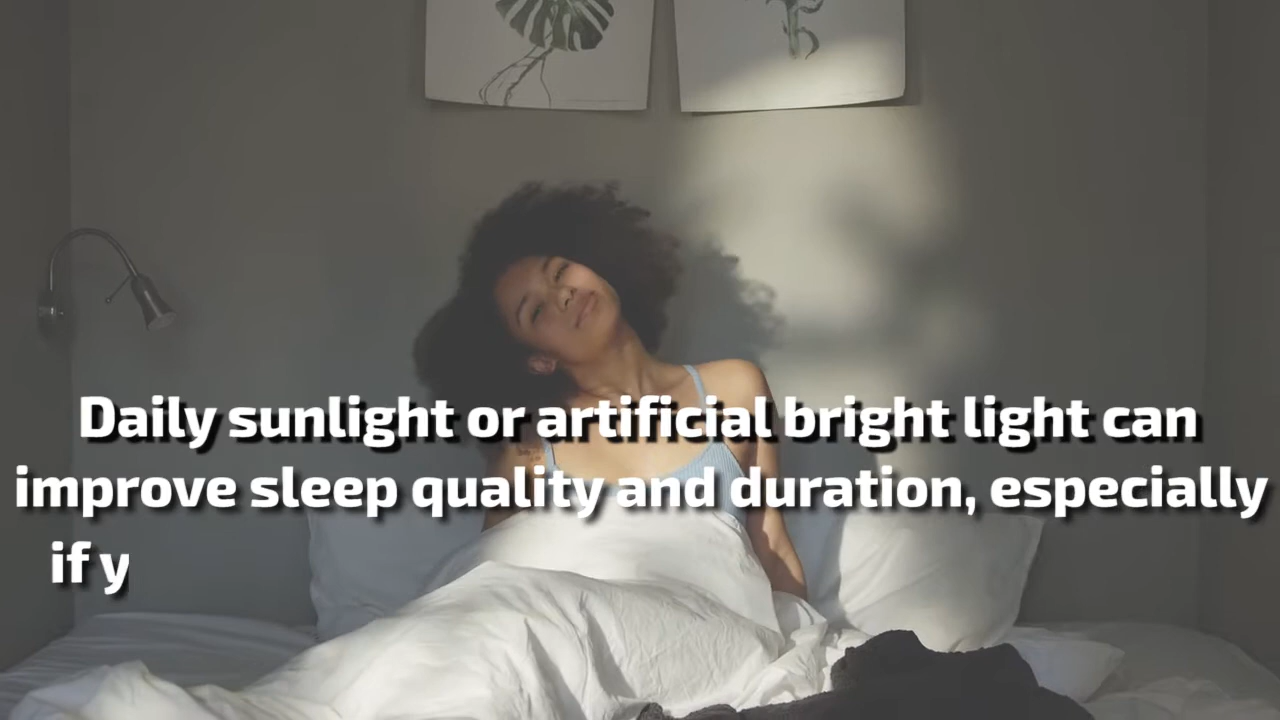 Daily sunlight or artificial bright light can
improve sleep quality and duration, especially
if y